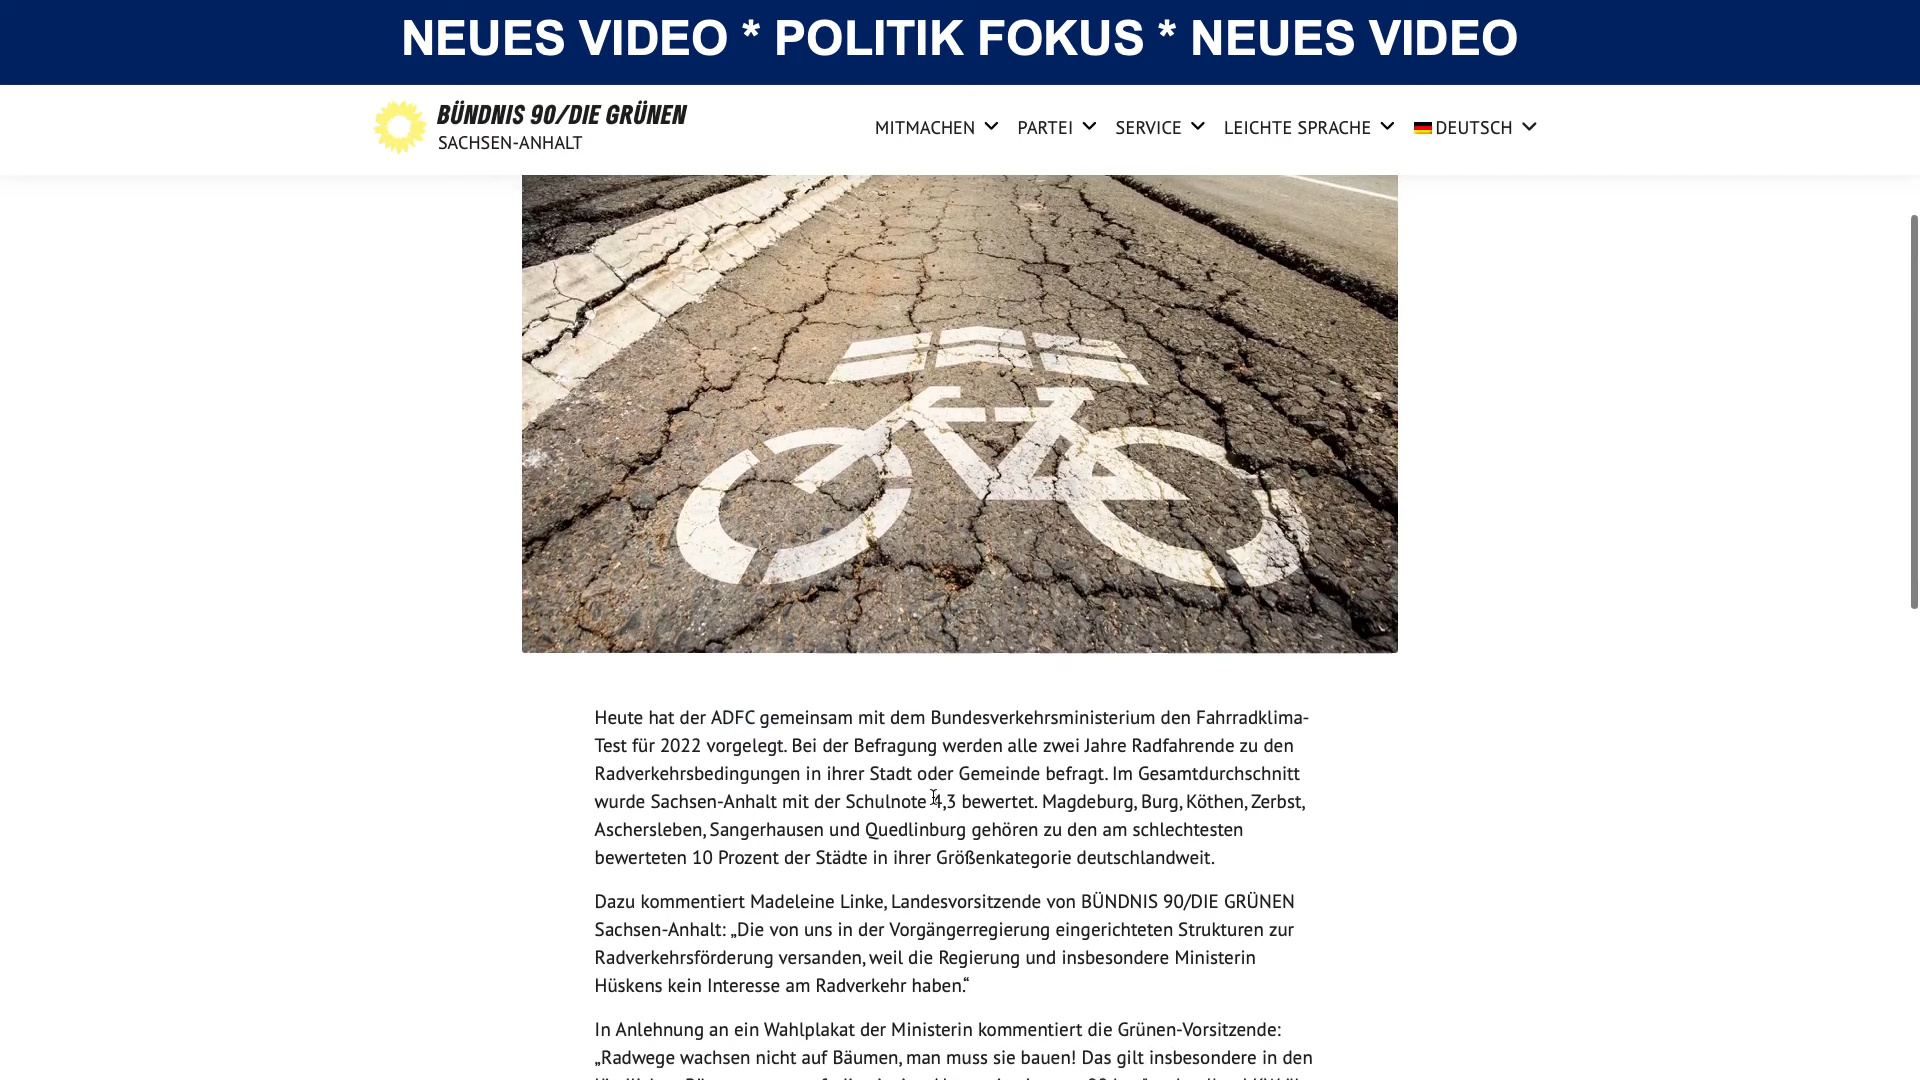 NEUES VIDEO * POLITIK FOKUS * NEUES VIDEO
BÜNDNIS 90/DIE GRÜNEN
SACHSEN-ANHALT
MITMACHEN PARTEI SERVICE LEICHTE SPRACHE DEUTSCH
Heute hat der ADFC gemeinsam mit dem Bundesverkehrsministerium den Fahrradklima-
Test für 2022 vorgelegt. Bei der Befragung werden alle zwei Jahre Radfahrende zu den
Radverkehrsbedingungen in ihrer Stadt oder Gemeinde befragt. Im Gesamtdurchschnitt
wurde Sachsen-Anhalt mit der Schulnote 4,3 bewertet. Magdeburg, Burg, Köthen, Zerbst,
Aschersleben, Sangerhausen und Quedlinburg gehören zu den am schlechtesten
bewerteten 10 Prozent der Städte in ihrer Größenkategorie deutschlandweit.
Dazu kommentiert Madeleine Linke, Landesvorsitzende von BÜNDNIS 90/DIE GRÜNEN
Sachsen-Anhalt: „Die von uns in der Vorgängerregierung eingerichteten Strukturen zur
Radverkehrsförderung versanden, weil die Regierung und insbesondere Ministerin
Hüskens kein Interesse am Radverkehr haben.“
In Anlehnung an ein Wahlplakat der Ministerin kommentiert die Grünen-Vorsitzende:
„Radwege wachsen nicht auf Bäumen, man muss sie bauen! Das gilt insbesondere in den